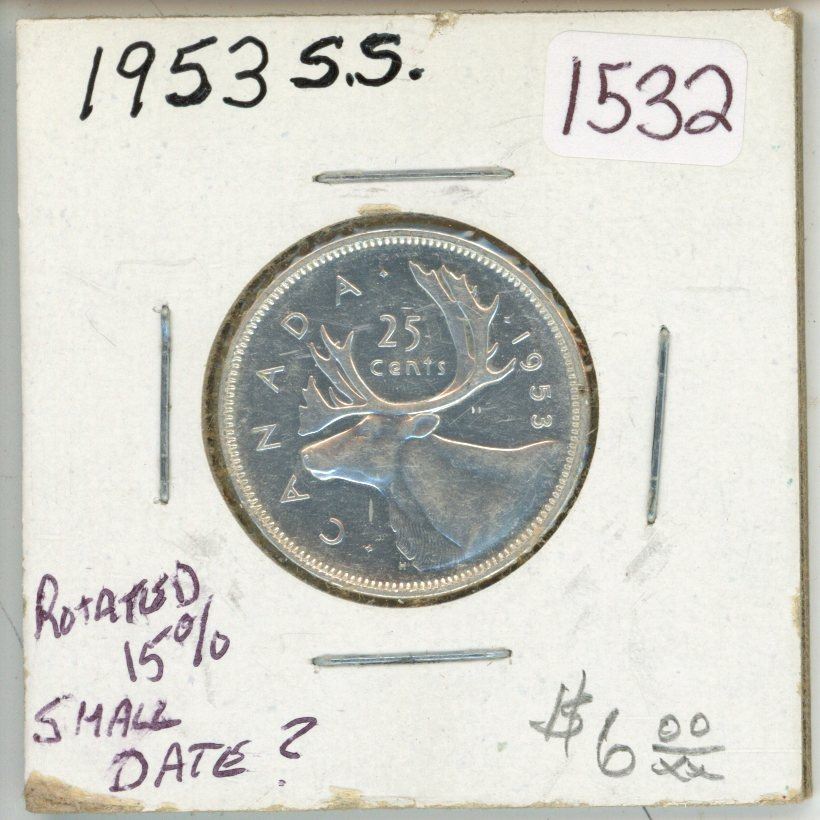 1953 S.S.
1532
25
cents
CANADA
1953
H
ROTATED
15%
SMALL
DATE?
$6 00/xx